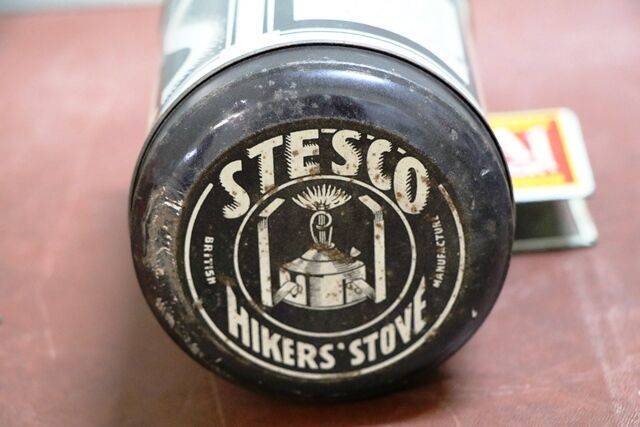 STESCO
BRITISH
MANUFACTURE
HIKERS' STOVE